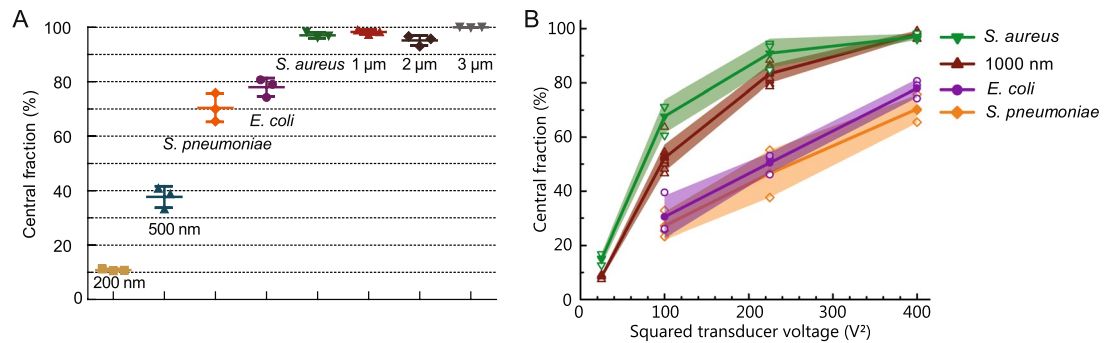 A
Central fraction (%)
100
80
60
40
20
0
200 nm
500 nm
S. pneumoniae
E. coli
S. aureus
1 µm
2 µm
3 µm
B
Central fraction (%)
100
80
60
40
20
0
0
100
200
300
400
Squared transducer voltage (V²)
S. aureus
1000 nm
E. coli
S. pneumoniae